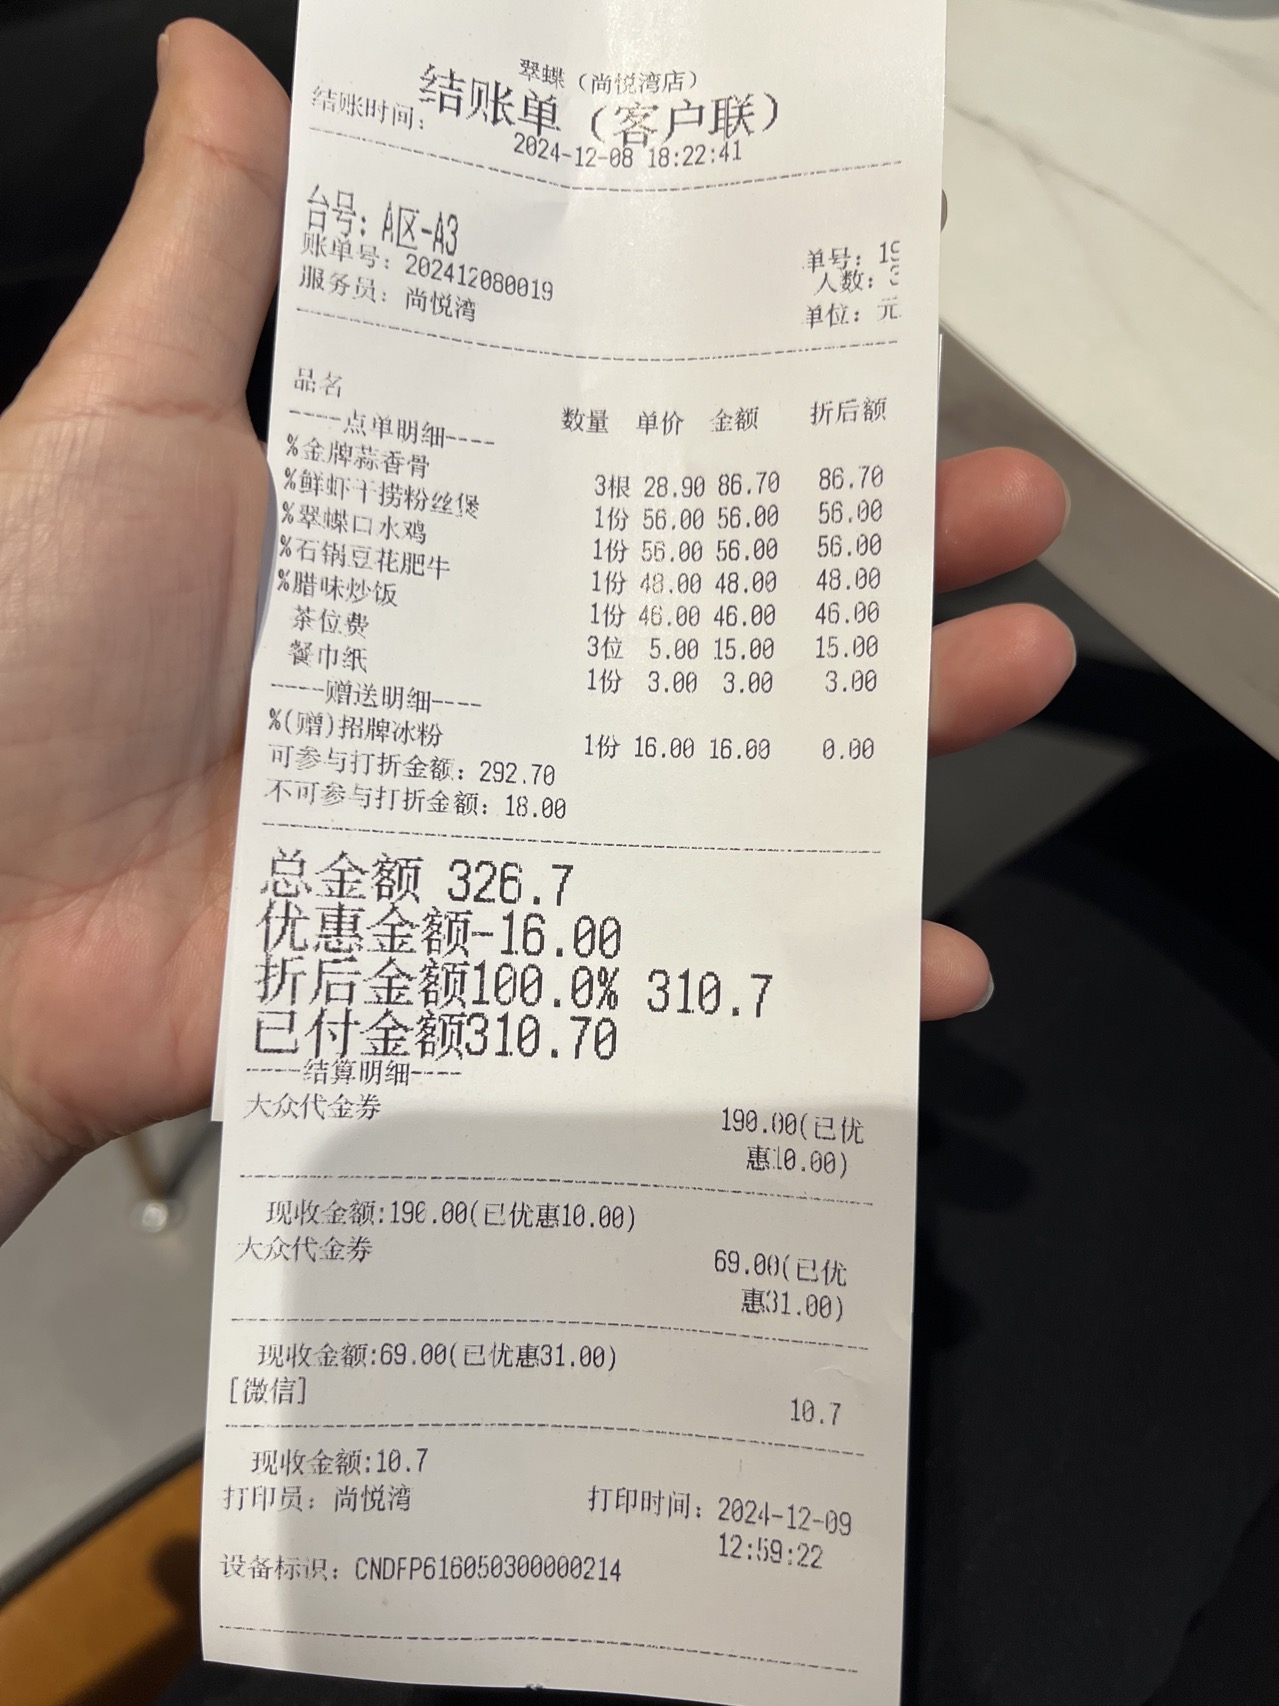 翠蝶（尚悦湾店）
结账单（客户联）
结账时间：2024-12-08 18:22:41
台号：A区-A3
账单号：202412080019 单号：19
服务员：尚悦湾 人数：3
单位：元
品名 数量 单价 金额 折后额
----点单明细----
%金牌蒜香骨 3根 28.90 86.70 86.70
%鲜虾干捞粉丝煲 1份 56.00 56.00 56.00
%翠蝶口水鸡 1份 56.00 56.00 56.00
%石锅豆花肥牛 1份 48.00 48.00 48.00
%腊味炒饭 1份 46.00 46.00 46.00
茶位费 3位 5.00 15.00 15.00
餐巾纸 1份 3.00 3.00 3.00
----赠送明细----
%(赠)招牌冰粉 1份 16.00 16.00 0.00
可参与打折金额：292.70
不可参与打折金额：18.00
总金额 326.7
优惠金额-16.00
折后金额100.0% 310.7
已付金额310.70
----结算明细----
大众代金券 190.00(已优
惠10.00)
现收金额:190.00(已优惠10.00)
大众代金券 69.00(已优
惠31.00)
现收金额:69.00(已优惠31.00)
[微信] 10.7
现收金额:10.7
打印员：尚悦湾 打印时间：2024-12-09
12:59:22
设备标识：CNDFP616050300000214